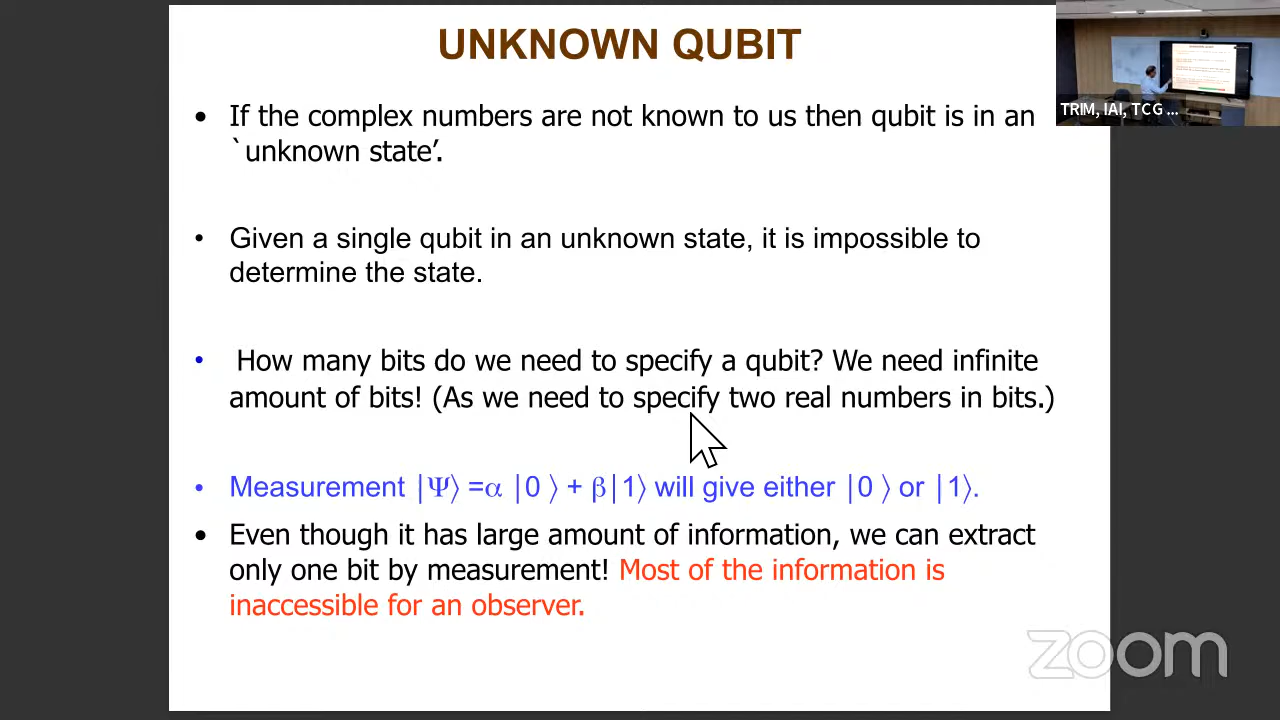 UNKNOWN QUBIT
• If the complex numbers are not known to us then qubit is in an
`unknown state’.
• Given a single qubit in an unknown state, it is impossible to
determine the state.
• How many bits do we need to specify a qubit? We need infinite
amount of bits! (As we need to specify two real numbers in bits.)
• Measurement |Ψ⟩ =α |0 ⟩ + β|1⟩ will give either |0 ⟩ or |1⟩.
• Even though it has large amount of information, we can extract
only one bit by measurement! Most of the information is
inaccessible for an observer.
TRIM, IAI, TCG ...
zoom